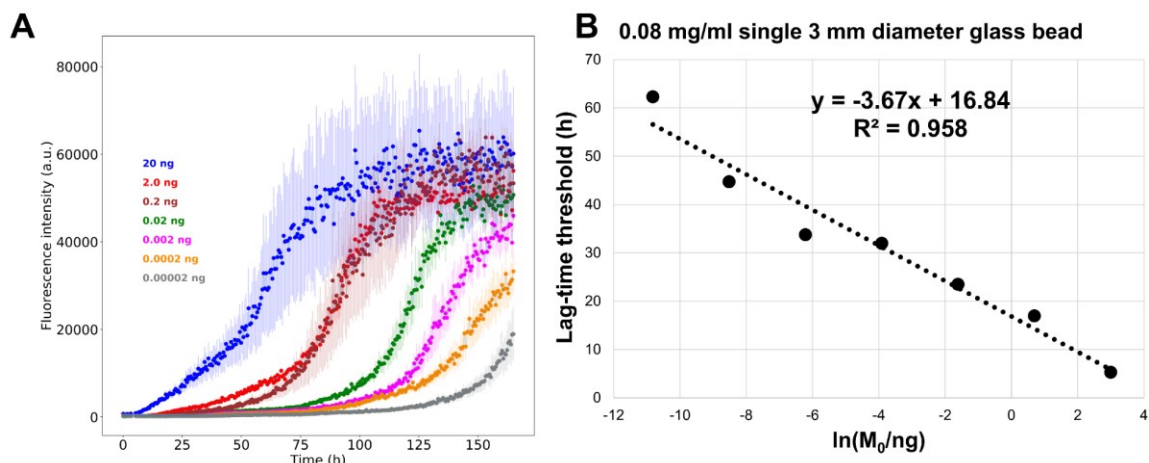 A
80000
60000
40000
20000
0
Fluorescence intensity (a.u.)
20 ng
2.0 ng
0.2 ng
0.02 ng
0.002 ng
0.0002 ng
0.00002 ng
0 25 50 75 100 125 150
Time (h)
B 0.08 mg/ml single 3 mm diameter glass bead
70
60
50
40
30
20
10
0
Lag-time threshold (h)
y = -3.67x + 16.84
R² = 0.958
-12 -10 -8 -6 -4 -2 0 2 4
ln(M₀/ng)